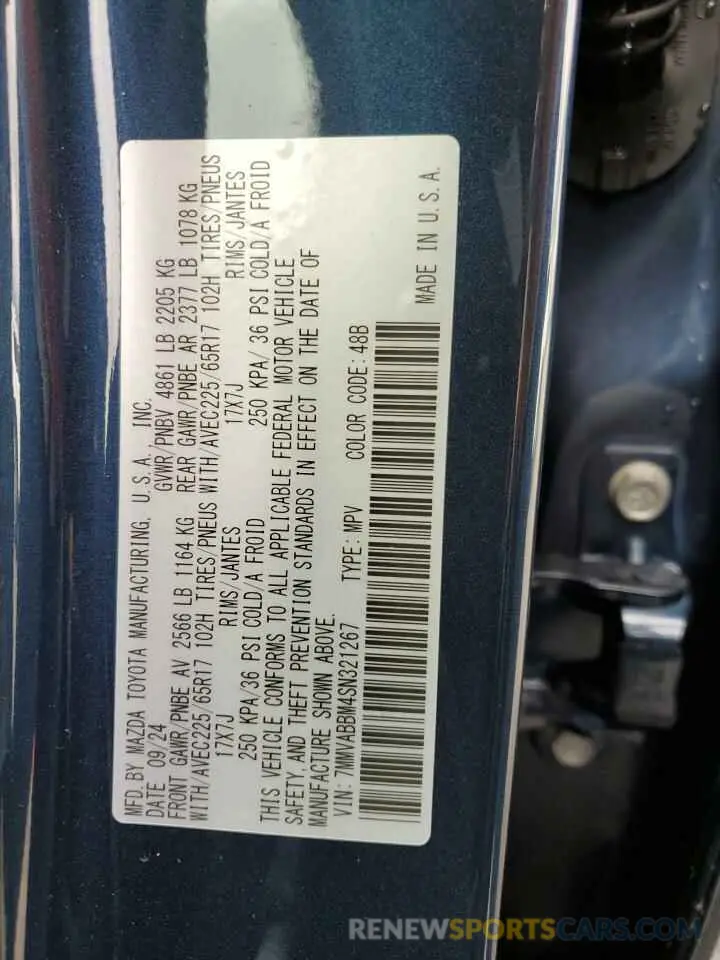 MFD. BY MAZDA TOYOTA MANUFACTURING, U.S.A., INC.
DATE 09/24 GVWR/PNBV 4861 LB 2205 KG
FRONT GAWR/PNBE AV 2566 LB 1164 KG REAR GAWR/PNBE AR 2377 LB 1078 KG
WITH/AVEC225/65R17 102H TIRES/PNEUS WITH/AVEC225/65R17 102H TIRES/PNEUS
17X7J RIMS/JANTES 17X7J RIMS/JANTES
250 KPA/36 PSI COLD/A FROID 250 KPA/ 36 PSI COLD/A FROID
THIS VEHICLE CONFORMS TO ALL APPLICABLE FEDERAL MOTOR VEHICLE
SAFETY, AND THEFT PREVENTION STANDARDS IN EFFECT ON THE DATE OF
MANUFACTURE SHOWN ABOVE.
VIN: 7MMVABBM4SN321267 TYPE: MPV COLOR CODE: 48B
MADE IN U.S.A.
RENEWSPORTSCARS.COM